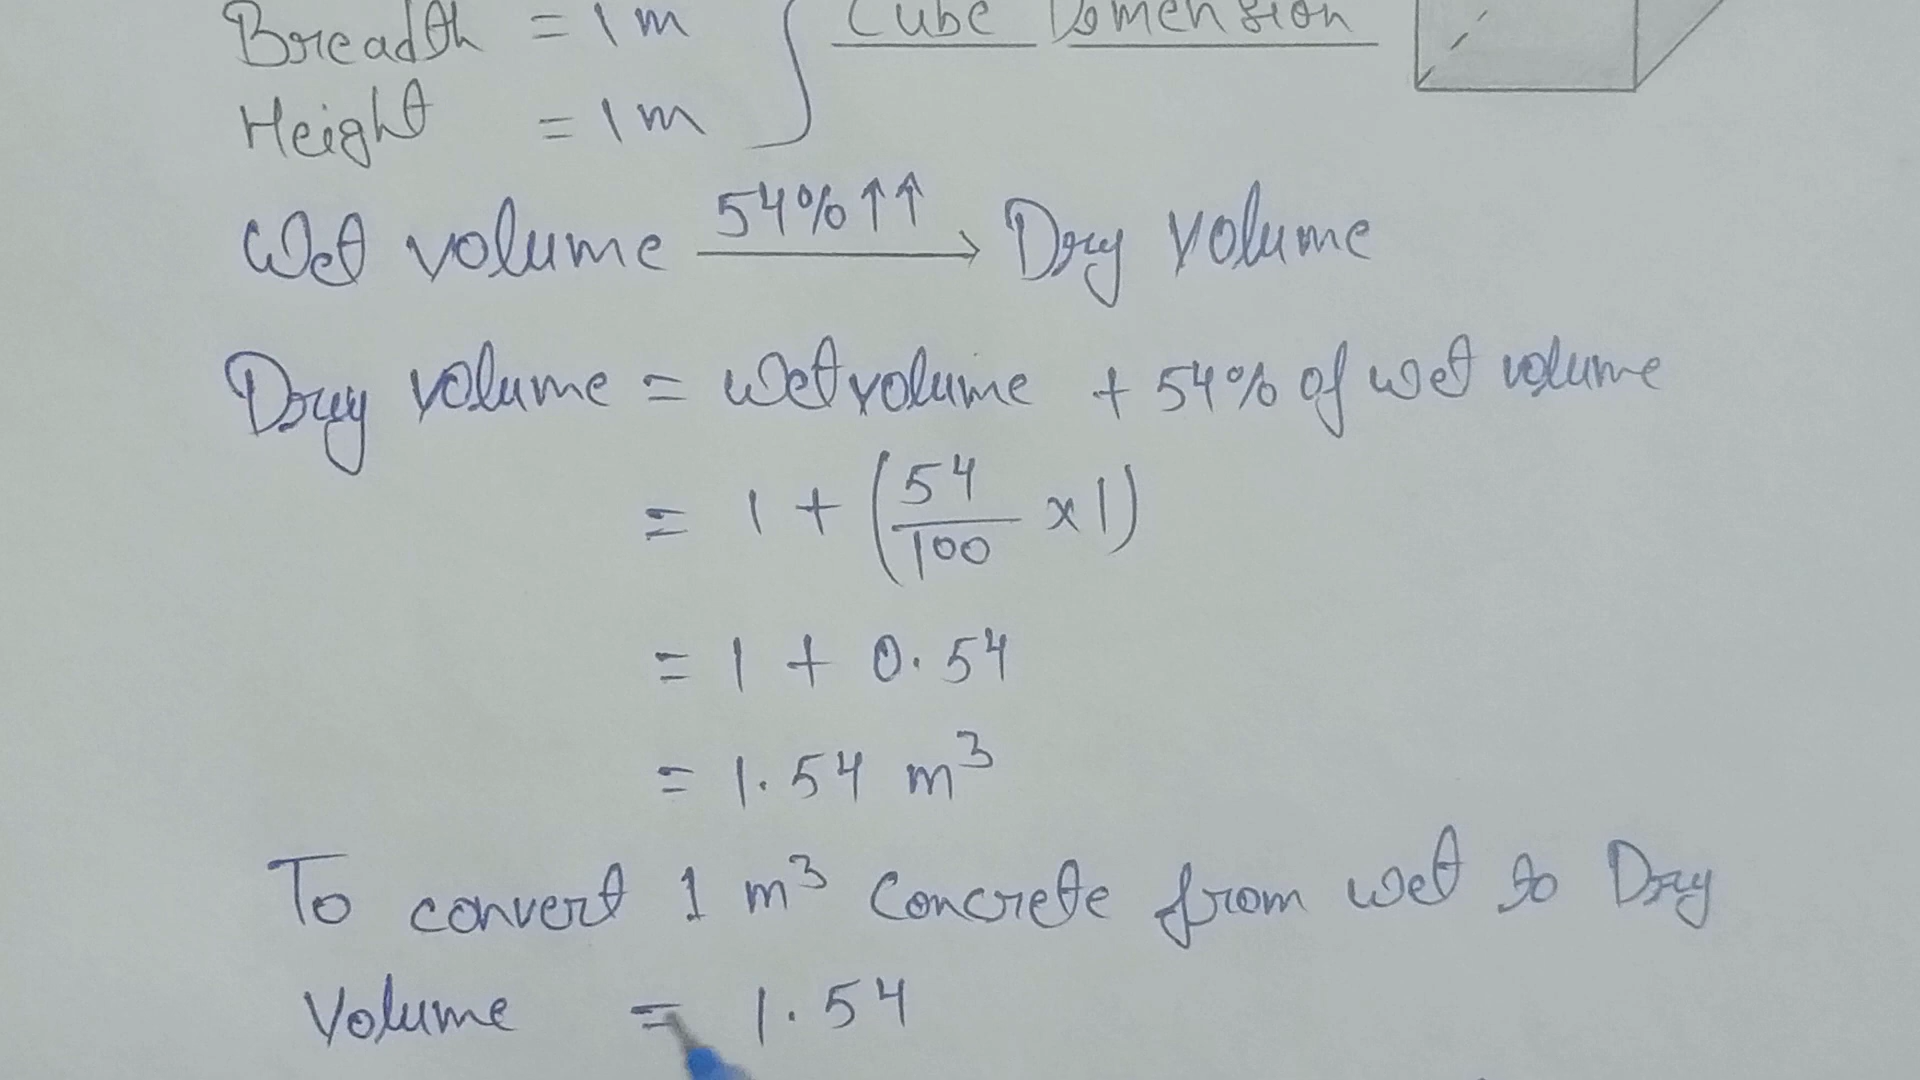 Breadth = 1 m
Cube Dimension
Height = 1 m
Wet volume 54% ↑↑ → Dry volume
Dry volume = wet volume + 54% of wet volume
= 1 + (54/100 × 1)
= 1 + 0.54
= 1.54 m³
To convert 1 m³ concrete from wet to Dry
Volume = 1.54